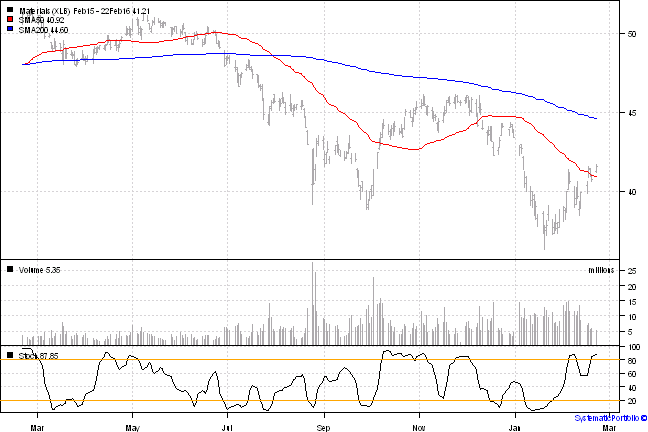 Materials (XLB) Feb15 - 22Feb16 41.21
SMA50 40.92
SMA200 44.60
50
45
40
Volume 5.35
millions
25
20
15
10
5
Stock 87.85
100
80
60
40
20
Mar May Jul Sep Nov Jan Mar
SystematicPortfolio ©